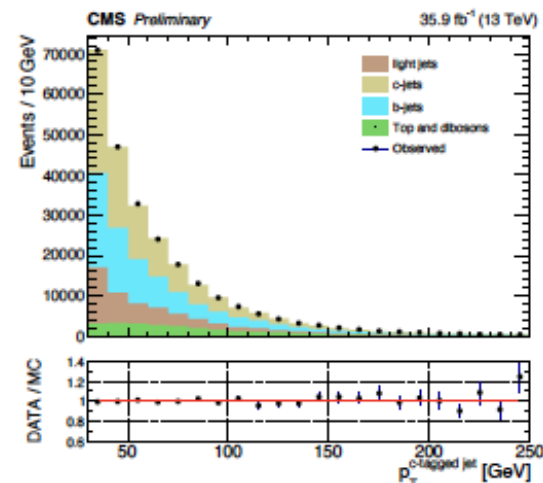 CMS Preliminary 35.9 fb⁻¹ (13 TeV)
Events / 10 GeV
70000
60000
50000
40000
30000
20000
10000
0
light jets
c-jets
b-jets
Top and dibosons
Observed
DATA / MC
1.4
1.2
1
0.8
0.6
50 100 150 200 250
p_T^{c-tagged jet} [GeV]